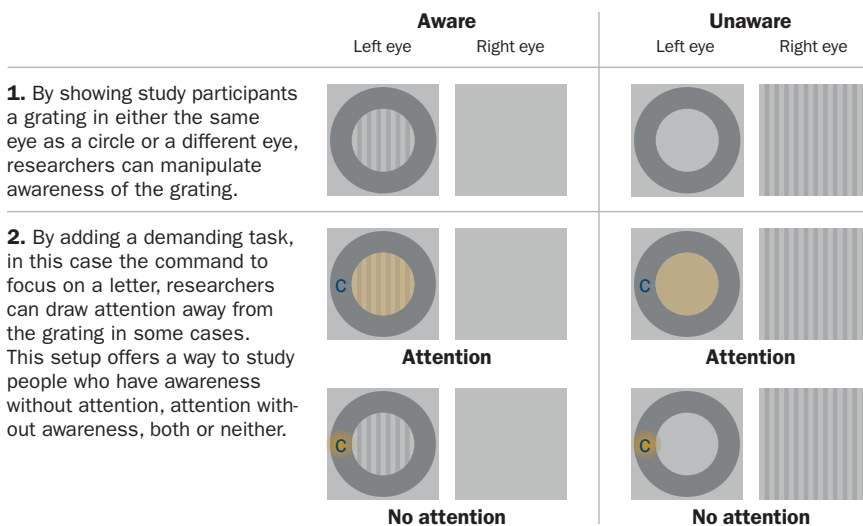 Aware Unaware
Left eye Right eye Left eye Right eye
1. By showing study participants
a grating in either the same
eye as a circle or a different eye,
researchers can manipulate
awareness of the grating.
2. By adding a demanding task,
in this case the command to
focus on a letter, researchers
can draw attention away from
the grating in some cases.
This setup offers a way to study
people who have awareness
without attention, attention with-
out awareness, both or neither.
C C
Attention Attention
C C
No attention No attention